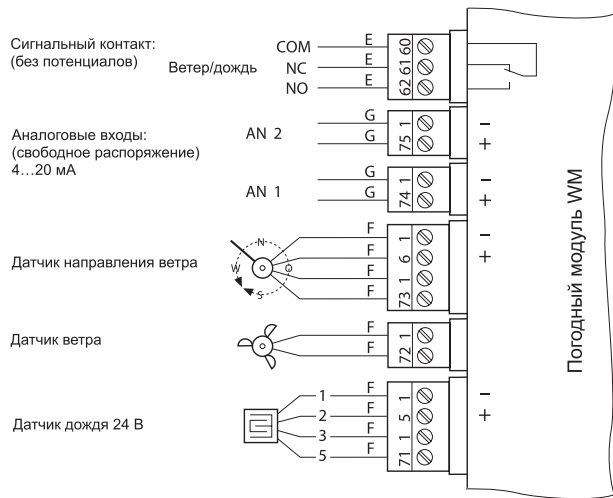 Сигнальный контакт:
(без потенциалов)
Ветер/дождь
COM E 60
NC E 61
NO E 62
Аналоговые входы:
(свободное распоряжение)
4...20 мА
AN 2
G 1 −
G 75 +
AN 1
G 1 −
G 74 +
Датчик направления ветра
N
W O
S
F 1 −
F 6 +
F 1
F 73
Датчик ветра
F 1
F 72
Датчик дождя 24 В
1 F 1 −
2 F 5 +
3 F 1
5 F 71
Погодный модуль WM